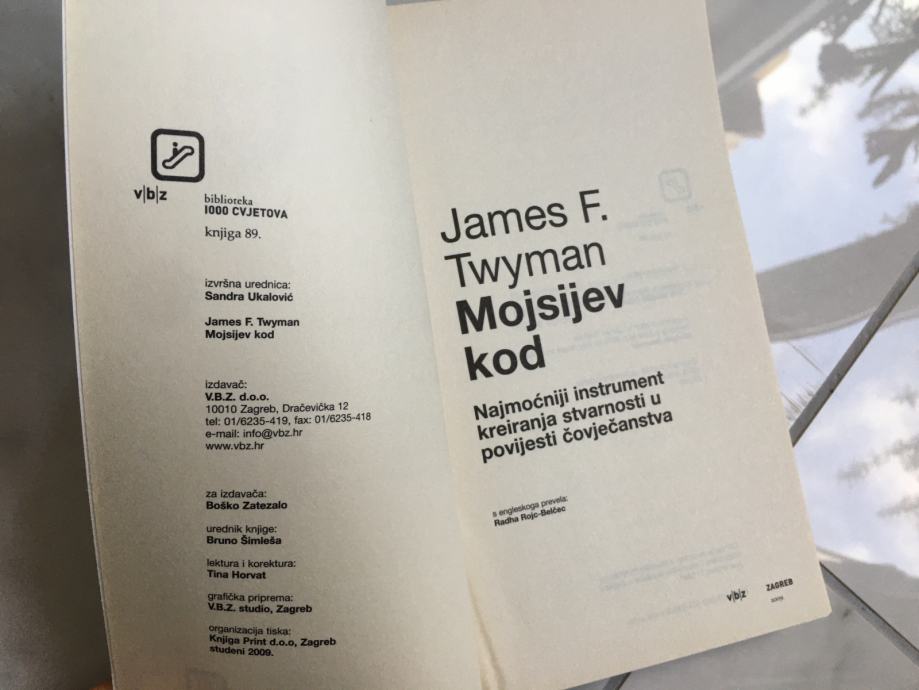 v|b|z
biblioteka
1000 CVJETOVA
knjiga 89.
izvršna urednica:
Sandra Ukalović
James F. Twyman
Mojsijev kod
izdavač:
V.B.Z. d.o.o.
10010 Zagreb, Dračevička 12
tel: 01/6235-419, fax: 01/6235-418
e-mail: info@vbz.hr
www.vbz.hr
za izdavača:
Boško Zatezalo
urednik knjige:
Bruno Šimleša
lektura i korektura:
Tina Horvat
grafička priprema:
V.B.Z. studio, Zagreb
organizacija tiska:
Knjiga Print d.o.o, Zagreb
studeni 2009.
James F.
Twyman
Mojsijev
kod
Najmoćniji instrument
kreiranja stvarnosti u
povijesti čovječanstva
s engleskoga prevela:
Radha Rojc-Belčec
v|b|z
ZAGREB
2009.